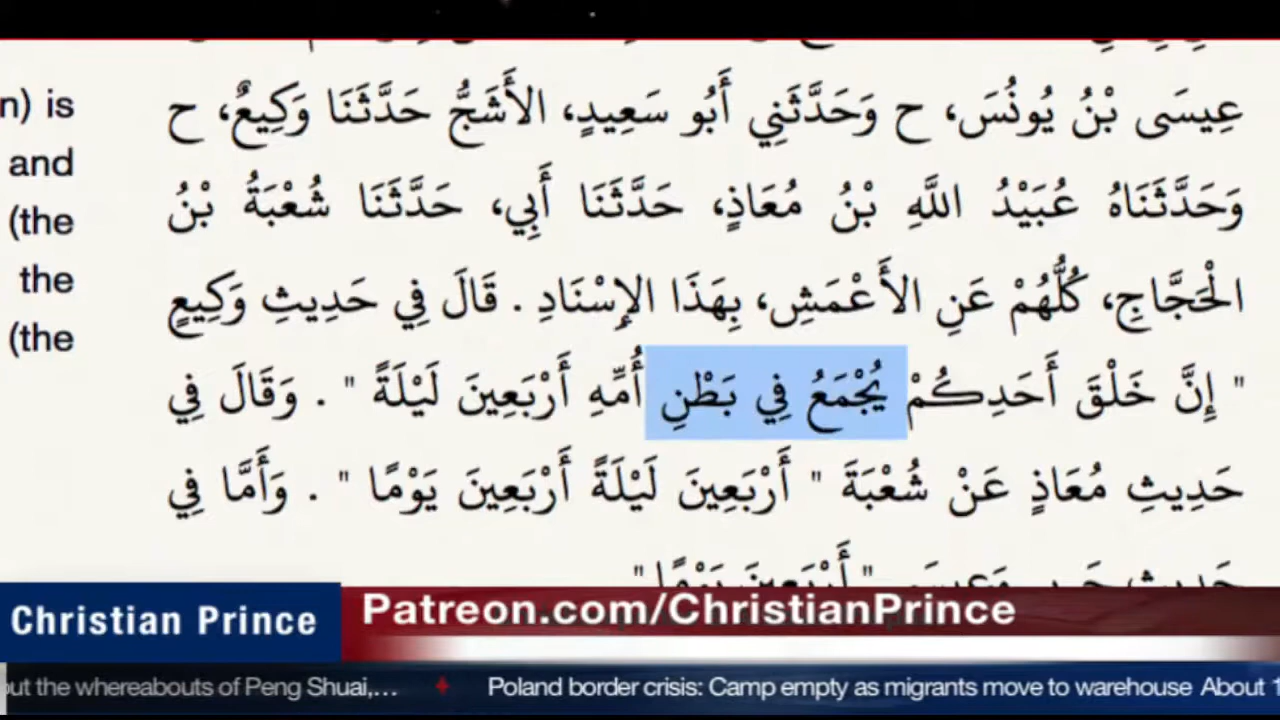 عِيسَى بْنُ يُونُسَ، ح وَحَدَّثَنِي أَبُو سَعِيدٍ، الأَشَجُّ حَدَّثَنَا وَكِيعٌ، ح
وَحَدَّثَنَاهُ عُبَيْدُ اللَّهِ بْنُ مُعَاذٍ، حَدَّثَنَا أَبِي، حَدَّثَنَا شُعْبَةُ بْنُ
الْحَجَّاجِ، كُلُّهُمْ عَنِ الأَعْمَشِ، بِهَذَا الإِسْنَادِ . قَالَ فِي حَدِيثِ وَكِيعٍ
" إِنَّ خَلْقَ أَحَدِكُمْ يُجْمَعُ فِي بَطْنِ أُمِّهِ أَرْبَعِينَ لَيْلَةً " . وَقَالَ فِي
حَدِيثِ مُعَاذٍ عَنْ شُعْبَةَ " أَرْبَعِينَ لَيْلَةً أَرْبَعِينَ يَوْمًا " . وَأَمَّا فِي
" أَرْبَعِينَ يَوْمًا "
is
and
(the
the
(the
Christian Prince
Patreon.com/ChristianPrince
the whereabouts of Peng Shuai,... Poland border crisis: Camp empty as migrants move to warehouse About